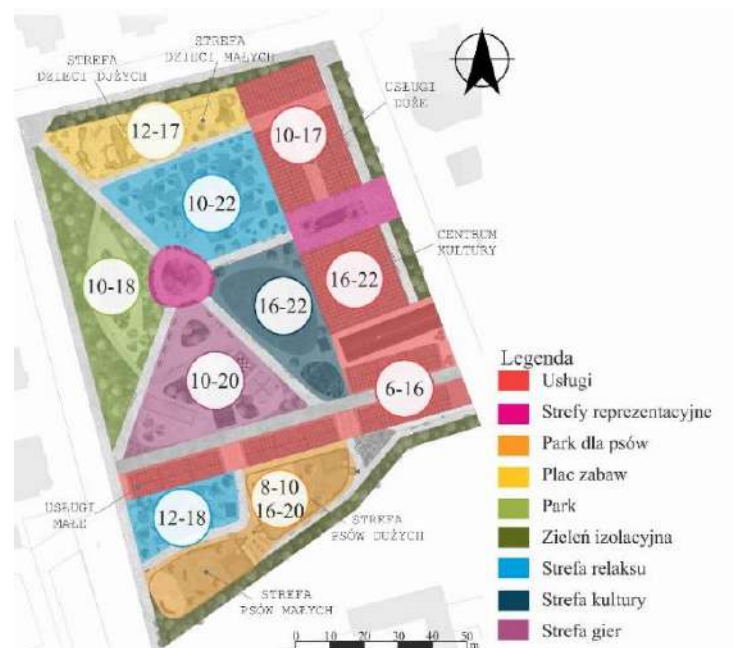 STREFA
DZIECI MAŁYCH
STREFA
DZIECI DUŻYCH
USŁUGI
DUŻE
12-17
10-17
10-22
CENTRUM
KULTURY
10-18
16-22
16-22
10-20
6-16
Legenda
Usługi
Strefy reprezentacyjne
Park dla psów
Plac zabaw
Park
Zieleń izolacyjna
Strefa relaksu
Strefa kultury
Strefa gier
USŁUGI
MAŁE
12-18
8-10
16-20
STREFA
PSÓW DUŻYCH
STREFA
PSÓW MAŁYCH
0 10 20 30 40 50
m